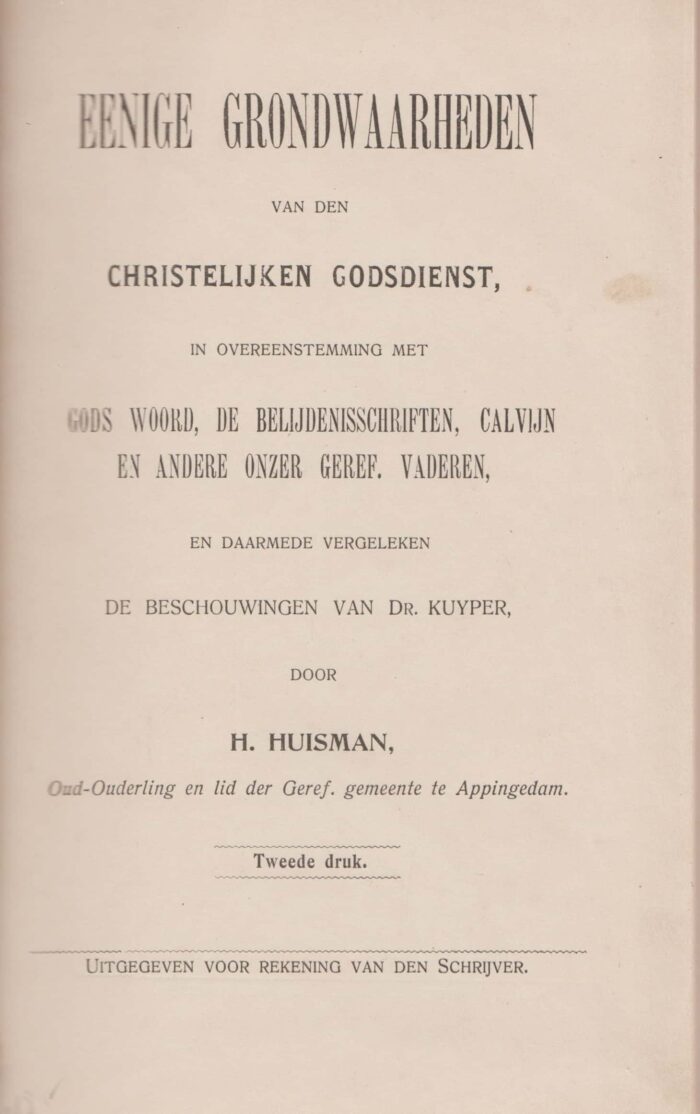 EENIGE GRONDWAARHEDEN
VAN DEN
CHRISTELIJKEN GODSDIENST,
IN OVEREENSTEMMING MET
GODS WOORD, DE BELIJDENISSCHRIFTEN, CALVIJN
EN ANDERE ONZER GEREF. VADEREN,
EN DAARMEDE VERGELEKEN
DE BESCHOUWINGEN VAN DR. KUYPER,
DOOR
H. HUISMAN,
Oud-Ouderling en lid der Geref. gemeente te Appingedam.
Tweede druk.
UITGEGEVEN VOOR REKENING VAN DEN SCHRIJVER.